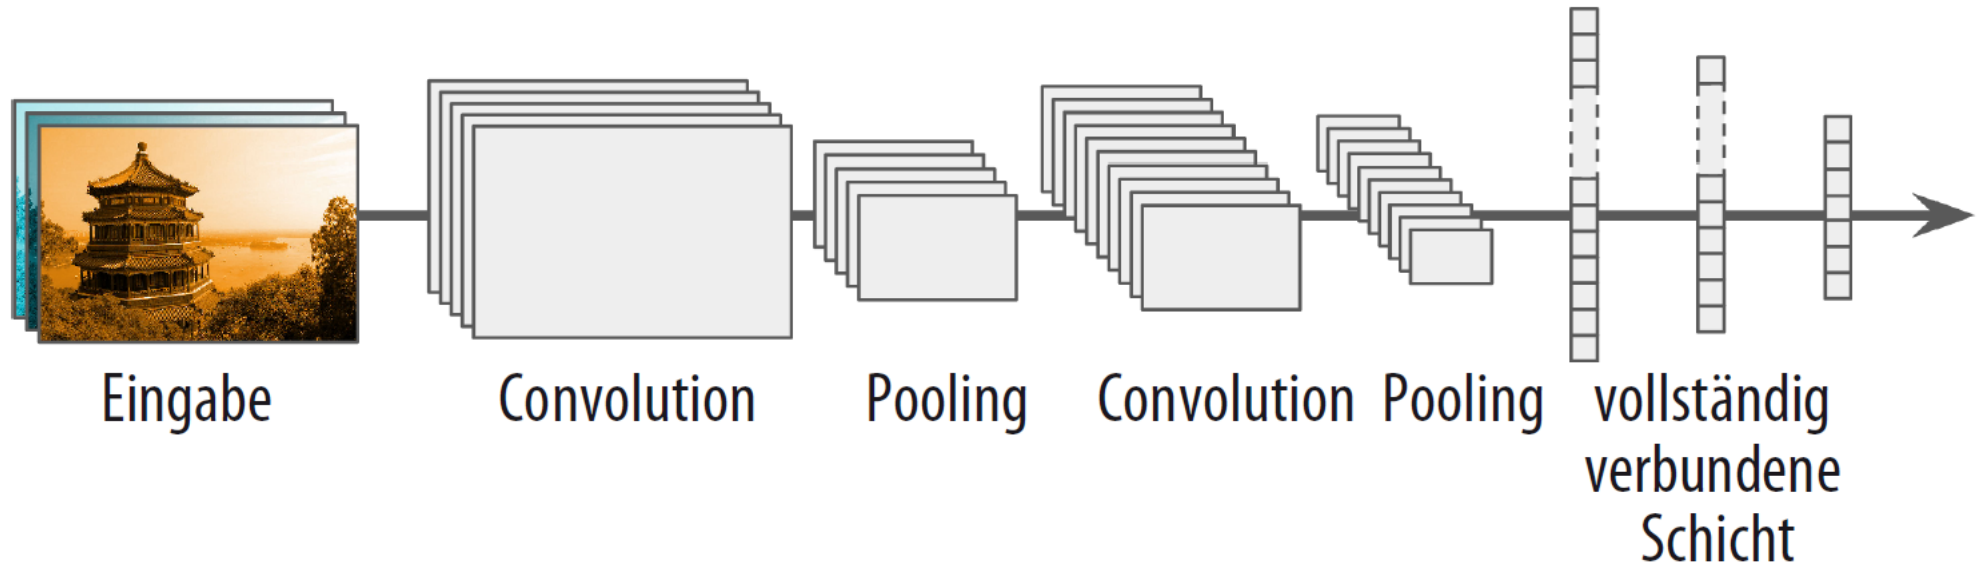 Eingabe
Convolution
Pooling
Convolution
Pooling
vollständig
verbundene
Schicht